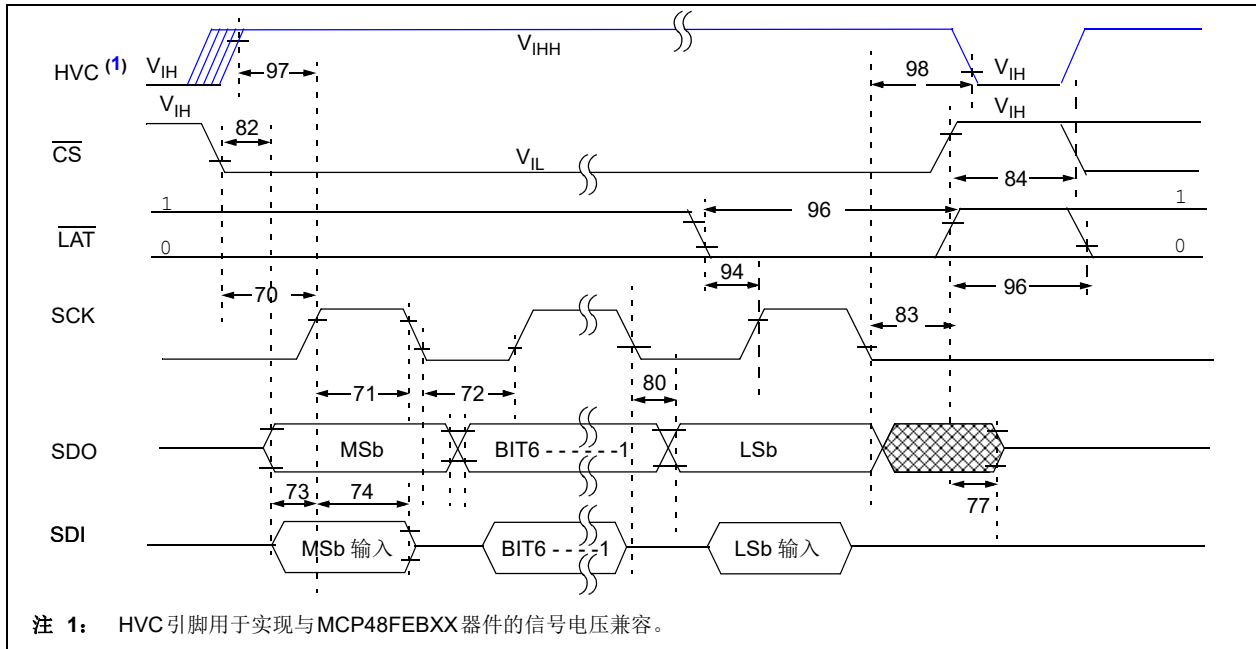 V_IHH
HVC (1) V_IH
97
98
V_IH
V_IH
V_IH
82
CS
V_IL
84
1
96
1
LAT
0
0
94
70
96
SCK
83
71
72
80
SDO
MSb
BIT6 - - - - - -1
LSb
73
74
77
SDI
MSb 输入
BIT6 - - - - -1
LSb 输入
注 1: HVC引脚用于实现与MCP48FEBXX器件的信号电压兼容。